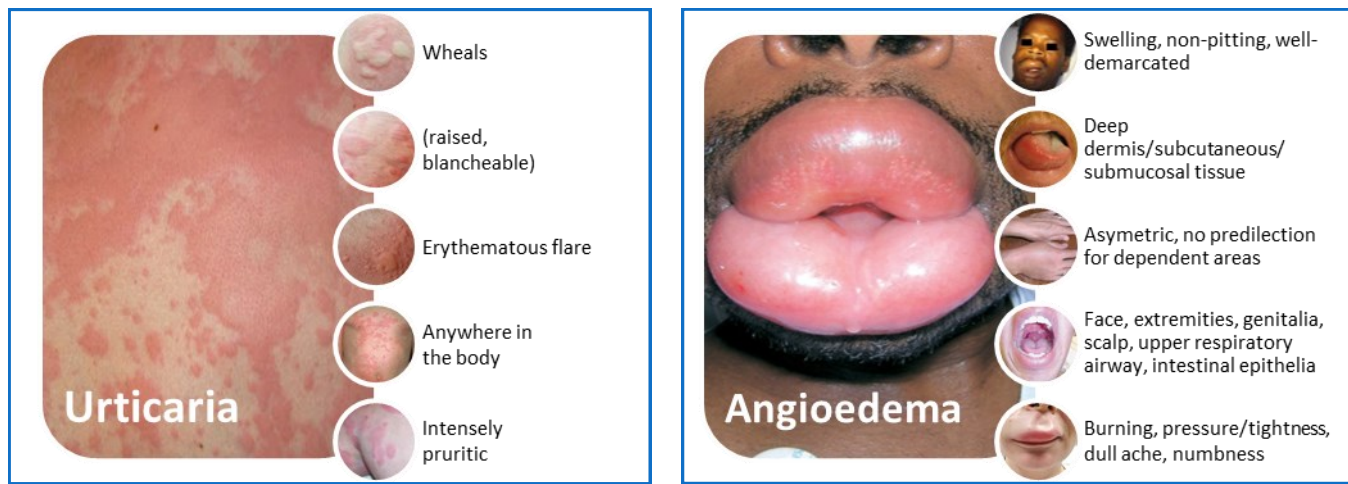 Wheals
(raised,
blancheable)
Erythematous flare
Anywhere in
the body
Intensely
pruritic
Urticaria
Swelling, non-pitting, well-
demarcated
Deep
dermis/subcutaneous/
submucosal tissue
Asymetric, no predilection
for dependent areas
Face, extremities, genitalia,
scalp, upper respiratory
airway, intestinal epithelia
Burning, pressure/tightness,
dull ache, numbness
Angioedema